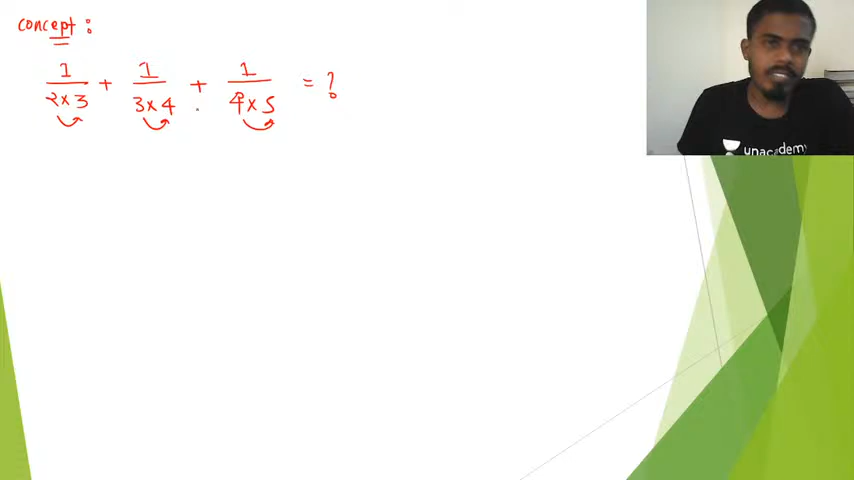 concept :
1/(2×3) + 1/(3×4) + 1/(4×5) = ?
unacademy